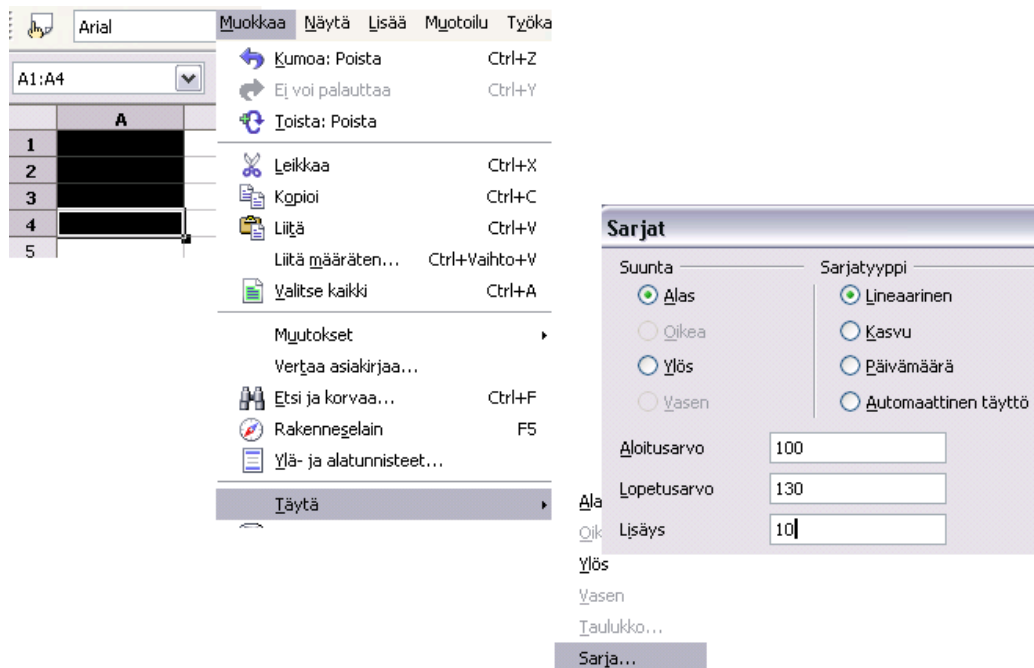 Arial
A1:A4
A
1
2
3
4
5
Muokkaa Näytä Lisää Muotoilu Työka
Kumoa: Poista Ctrl+Z
Ei voi palauttaa Ctrl+Y
Toista: Poista
Leikkaa Ctrl+X
Kopioi Ctrl+C
Liitä Ctrl+V
Liitä määräten... Ctrl+Vaihto+V
Valitse kaikki Ctrl+A
Muutokset
Vertaa asiakirjaa...
Etsi ja korvaa... Ctrl+F
Rakenneselain F5
Ylä- ja alatunnisteet...
Täytä
Ala
Oik
Ylös
Vasen
Taulukko...
Sarja...
Sarjat
Suunta Sarjatyyppi
Alas Lineaarinen
Oikea Kasvu
Ylös Päivämäärä
Vasen Automaattinen täyttö
Aloitusarvo 100
Lopetusarvo 130
Lisäys 10